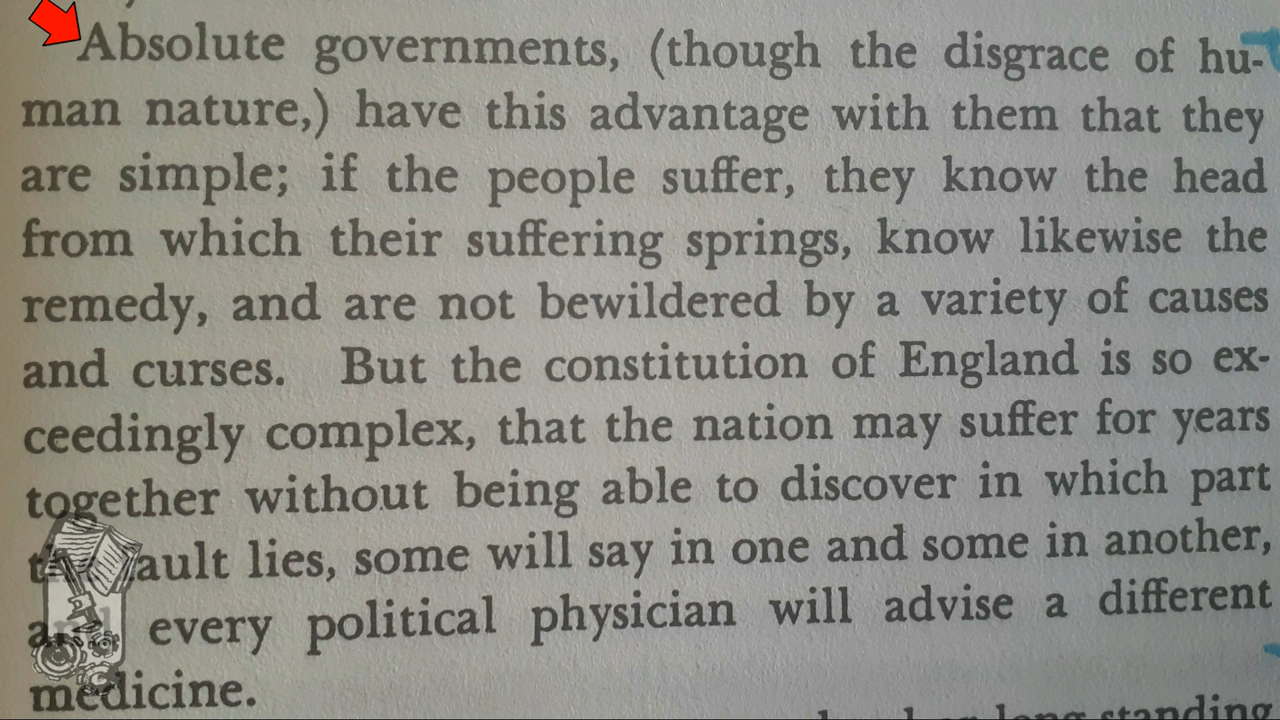 Absolute governments, (though the disgrace of hu-
man nature,) have this advantage with them that they
are simple; if the people suffer, they know the head
from which their suffering springs, know likewise the
remedy, and are not bewildered by a variety of causes
and curses. But the constitution of England is so ex-
ceedingly complex, that the nation may suffer for years
together without being able to discover in which part
the fault lies, some will say in one and some in another,
and every political physician will advise a different
medicine.
long standing